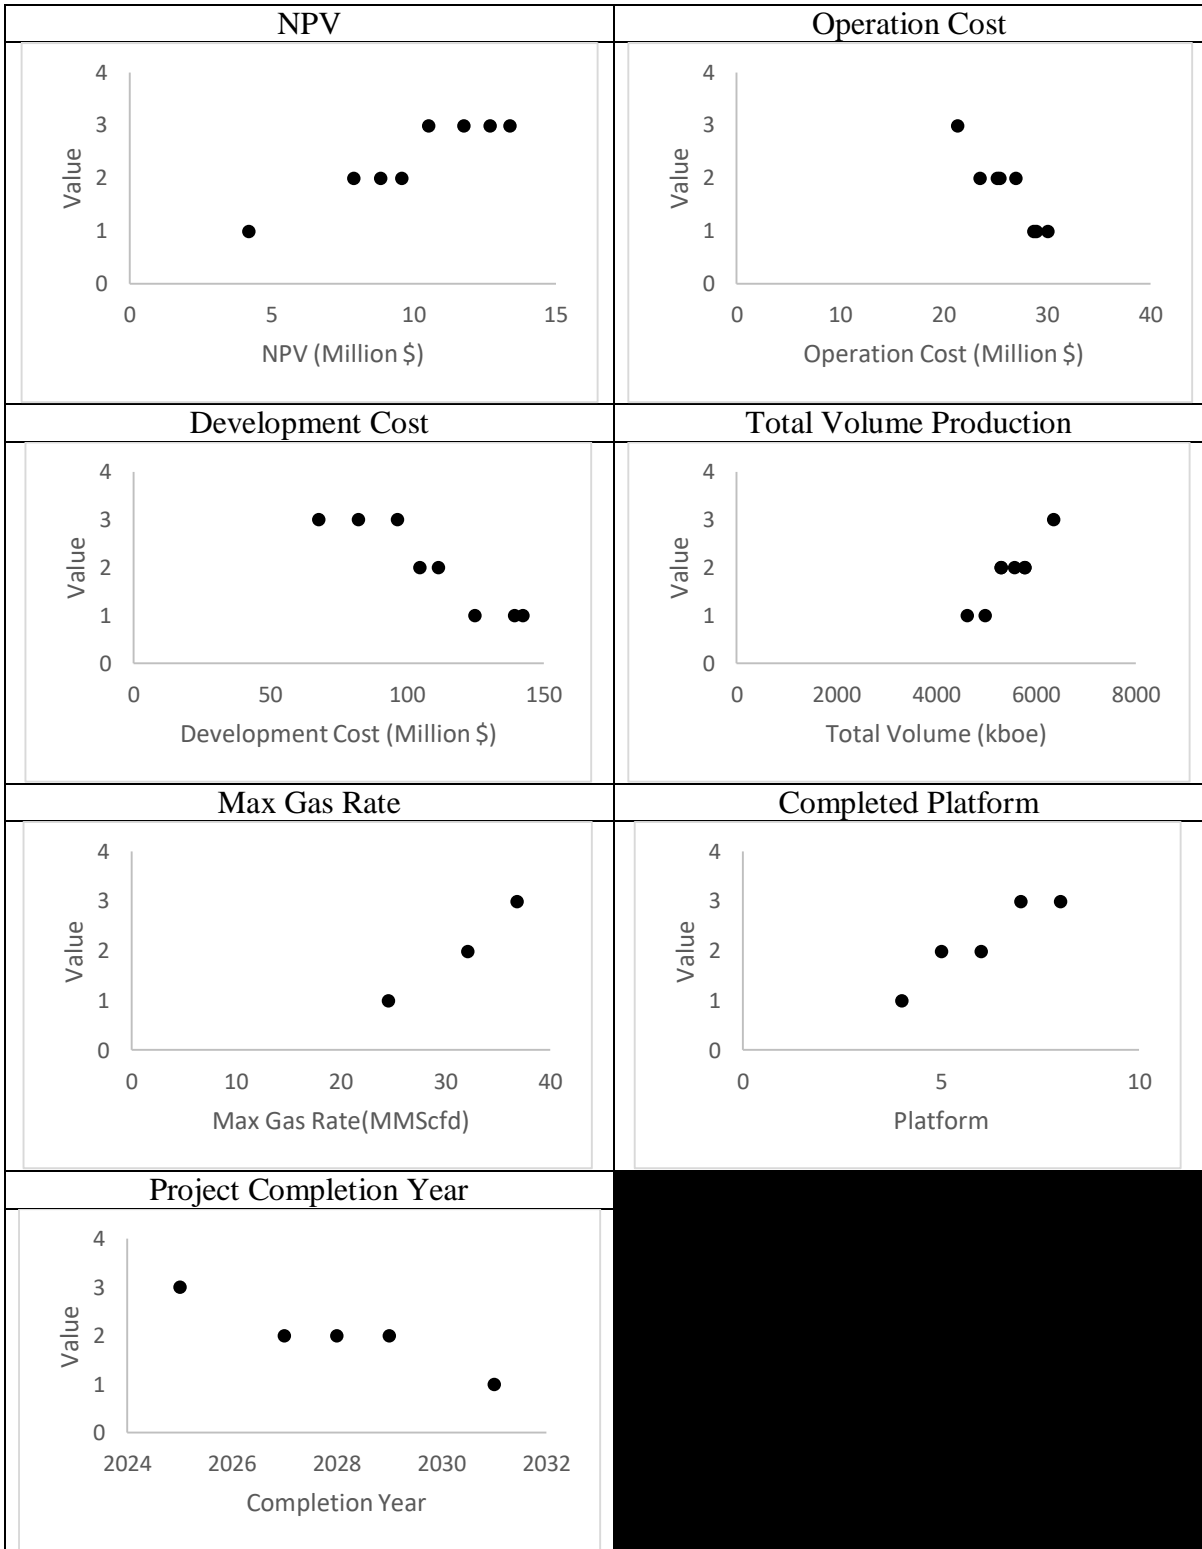 NPV
4
3
2
1
0
Value
0 5 10 15
NPV (Million $)
Operation Cost
4
3
2
1
0
Value
0 10 20 30 40
Operation Cost (Million $)
Development Cost
4
3
2
1
0
Value
0 50 100 150
Development Cost (Million $)
Total Volume Production
4
3
2
1
0
Value
0 2000 4000 6000 8000
Total Volume (kboe)
Max Gas Rate
4
3
2
1
0
Value
0 10 20 30 40
Max Gas Rate(MMScfd)
Completed Platform
4
3
2
1
0
Value
0 5 10
Platform
Project Completion Year
4
3
2
1
0
Value
2024 2026 2028 2030 2032
Completion Year